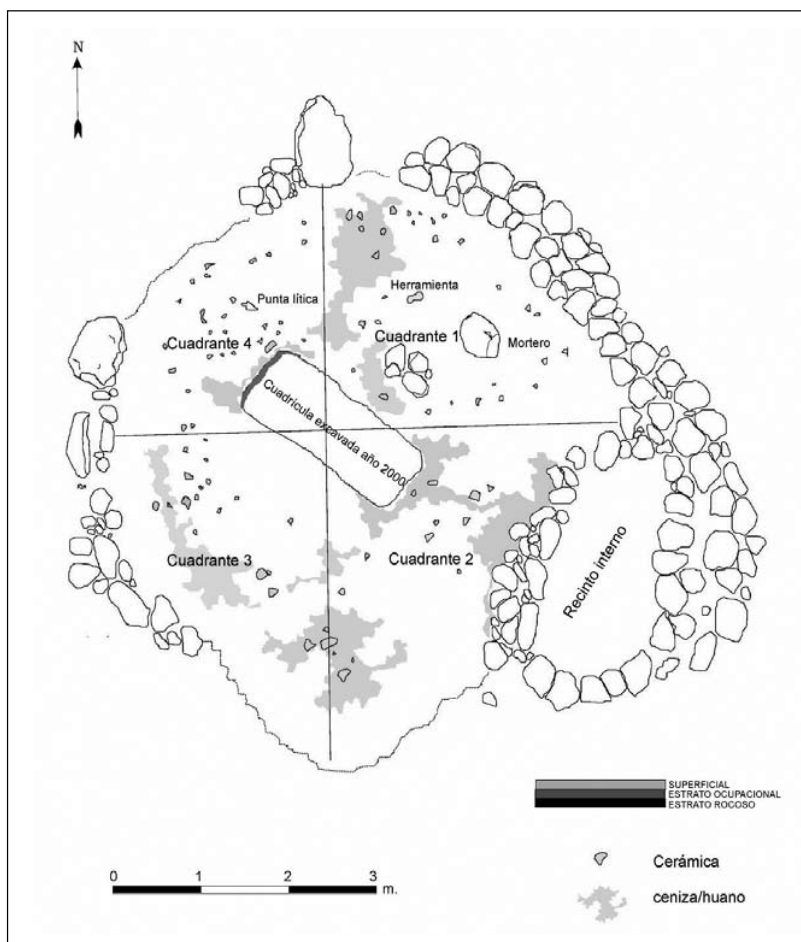 N
Herramienta
Punta lítica
Cuadrante 4
Cuadrante 1
Mortero
Cuadrícula excavada año 2000
Cuadrante 3
Cuadrante 2
Recinto interno
SUPERFICIAL
ESTRATO OCUPACIONAL
ESTRATO ROCOSO
0 1 2 3
m.
Cerámica
ceniza/huano